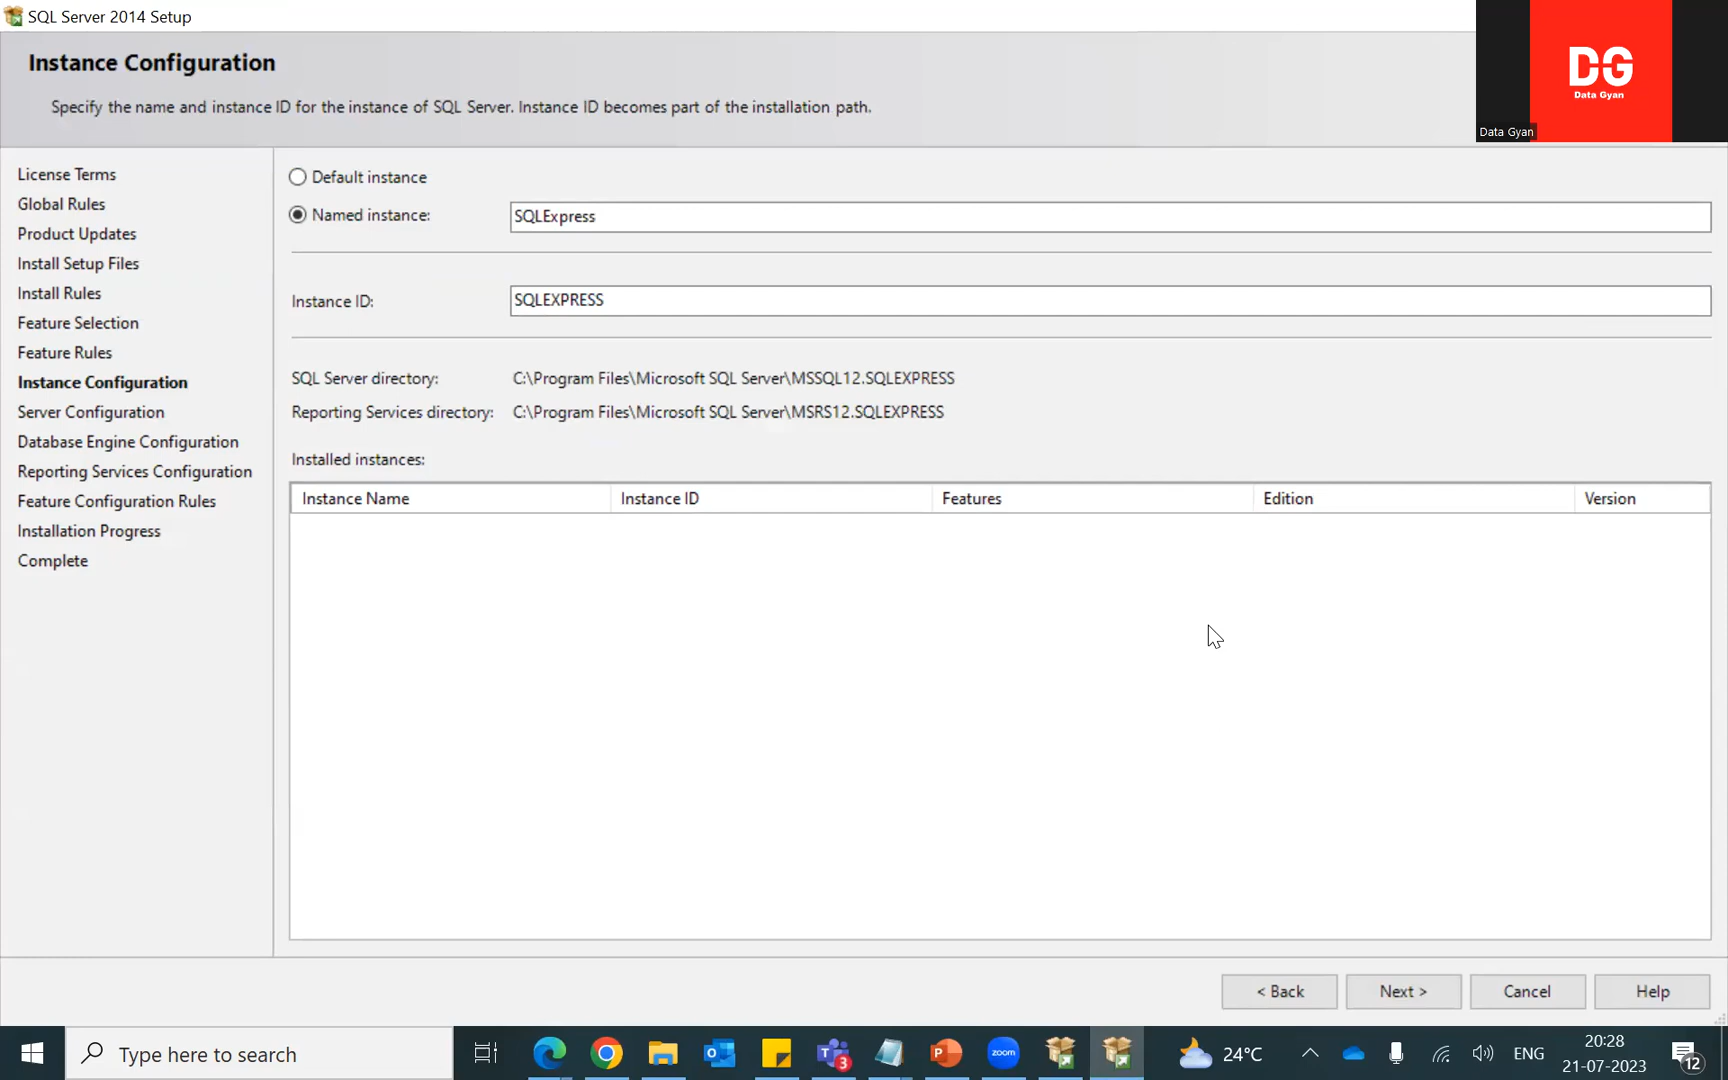 SQL Server 2014 Setup
Instance Configuration
Specify the name and instance ID for the instance of SQL Server. Instance ID becomes part of the installation path.
DG
Data Gyan
Data Gyan
License Terms
Global Rules
Product Updates
Install Setup Files
Install Rules
Feature Selection
Feature Rules
Instance Configuration
Server Configuration
Database Engine Configuration
Reporting Services Configuration
Feature Configuration Rules
Installation Progress
Complete
Default instance
Named instance: SQLExpress
Instance ID: SQLEXPRESS
SQL Server directory: C:\Program Files\Microsoft SQL Server\MSSQL12.SQLEXPRESS
Reporting Services directory: C:\Program Files\Microsoft SQL Server\MSRS12.SQLEXPRESS
Installed instances:
Instance Name Instance ID Features Edition Version
< Back Next > Cancel Help
Type here to search
3
zoom
24°C
ENG
20:28
21-07-2023
12